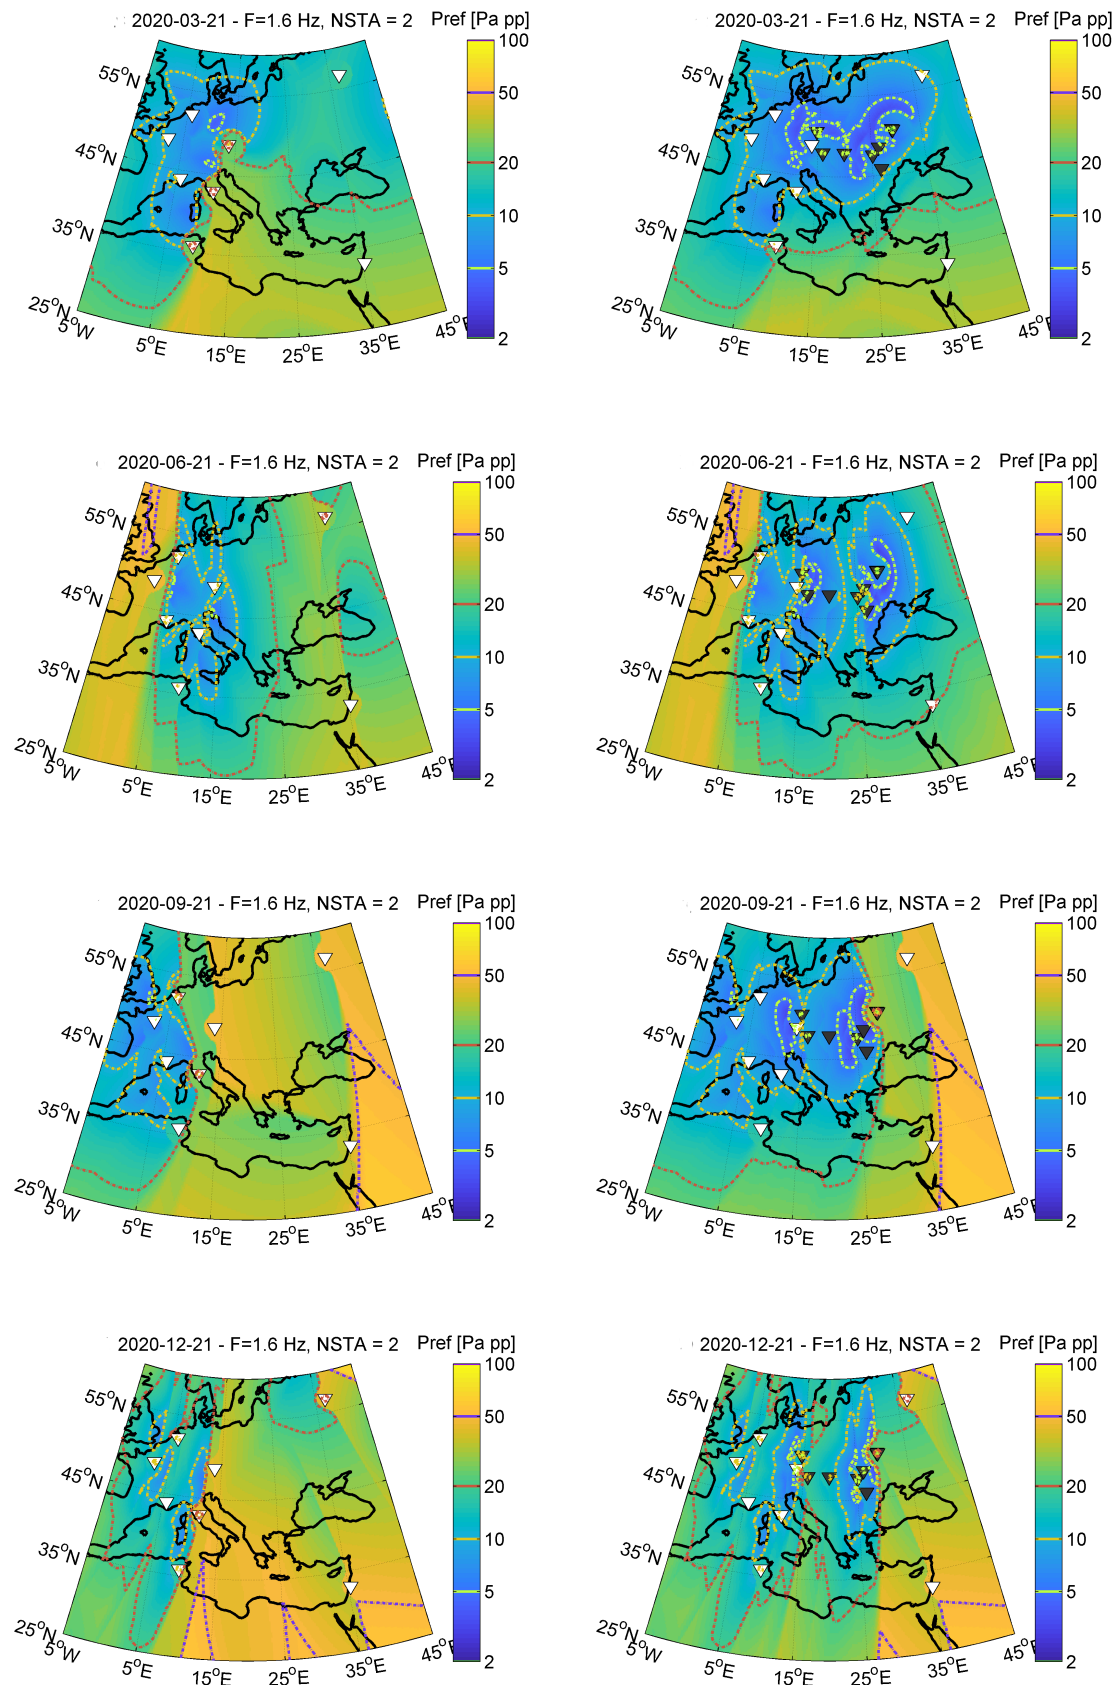 2020-03-21 - F=1.6 Hz, NSTA = 2 Pref [Pa pp]
55°N
45°N
35°N
25°N
5°W
5°E
15°E
25°E
35°E
45°E
100
50
20
10
5
2
2020-03-21 - F=1.6 Hz, NSTA = 2 Pref [Pa pp]
55°N
45°N
35°N
25°N
5°W
5°E
15°E
25°E
35°E
45°E
100
50
20
10
5
2
2020-06-21 - F=1.6 Hz, NSTA = 2 Pref [Pa pp]
55°N
45°N
35°N
25°N
5°W
5°E
15°E
25°E
35°E
45°E
100
50
20
10
5
2
2020-06-21 - F=1.6 Hz, NSTA = 2 Pref [Pa pp]
55°N
45°N
35°N
25°N
5°W
5°E
15°E
25°E
35°E
45°E
100
50
20
10
5
2
2020-09-21 - F=1.6 Hz, NSTA = 2 Pref [Pa pp]
55°N
45°N
35°N
25°N
5°W
5°E
15°E
25°E
35°E
45°E
100
50
20
10
5
2
2020-09-21 - F=1.6 Hz, NSTA = 2 Pref [Pa pp]
55°N
45°N
35°N
25°N
5°W
5°E
15°E
25°E
35°E
45°E
100
50
20
10
5
2
2020-12-21 - F=1.6 Hz, NSTA = 2 Pref [Pa pp]
55°N
45°N
35°N
25°N
5°W
5°E
15°E
25°E
35°E
45°E
100
50
20
10
5
2
2020-12-21 - F=1.6 Hz, NSTA = 2 Pref [Pa pp]
55°N
45°N
35°N
25°N
5°W
5°E
15°E
25°E
35°E
45°E
100
50
20
10
5
2